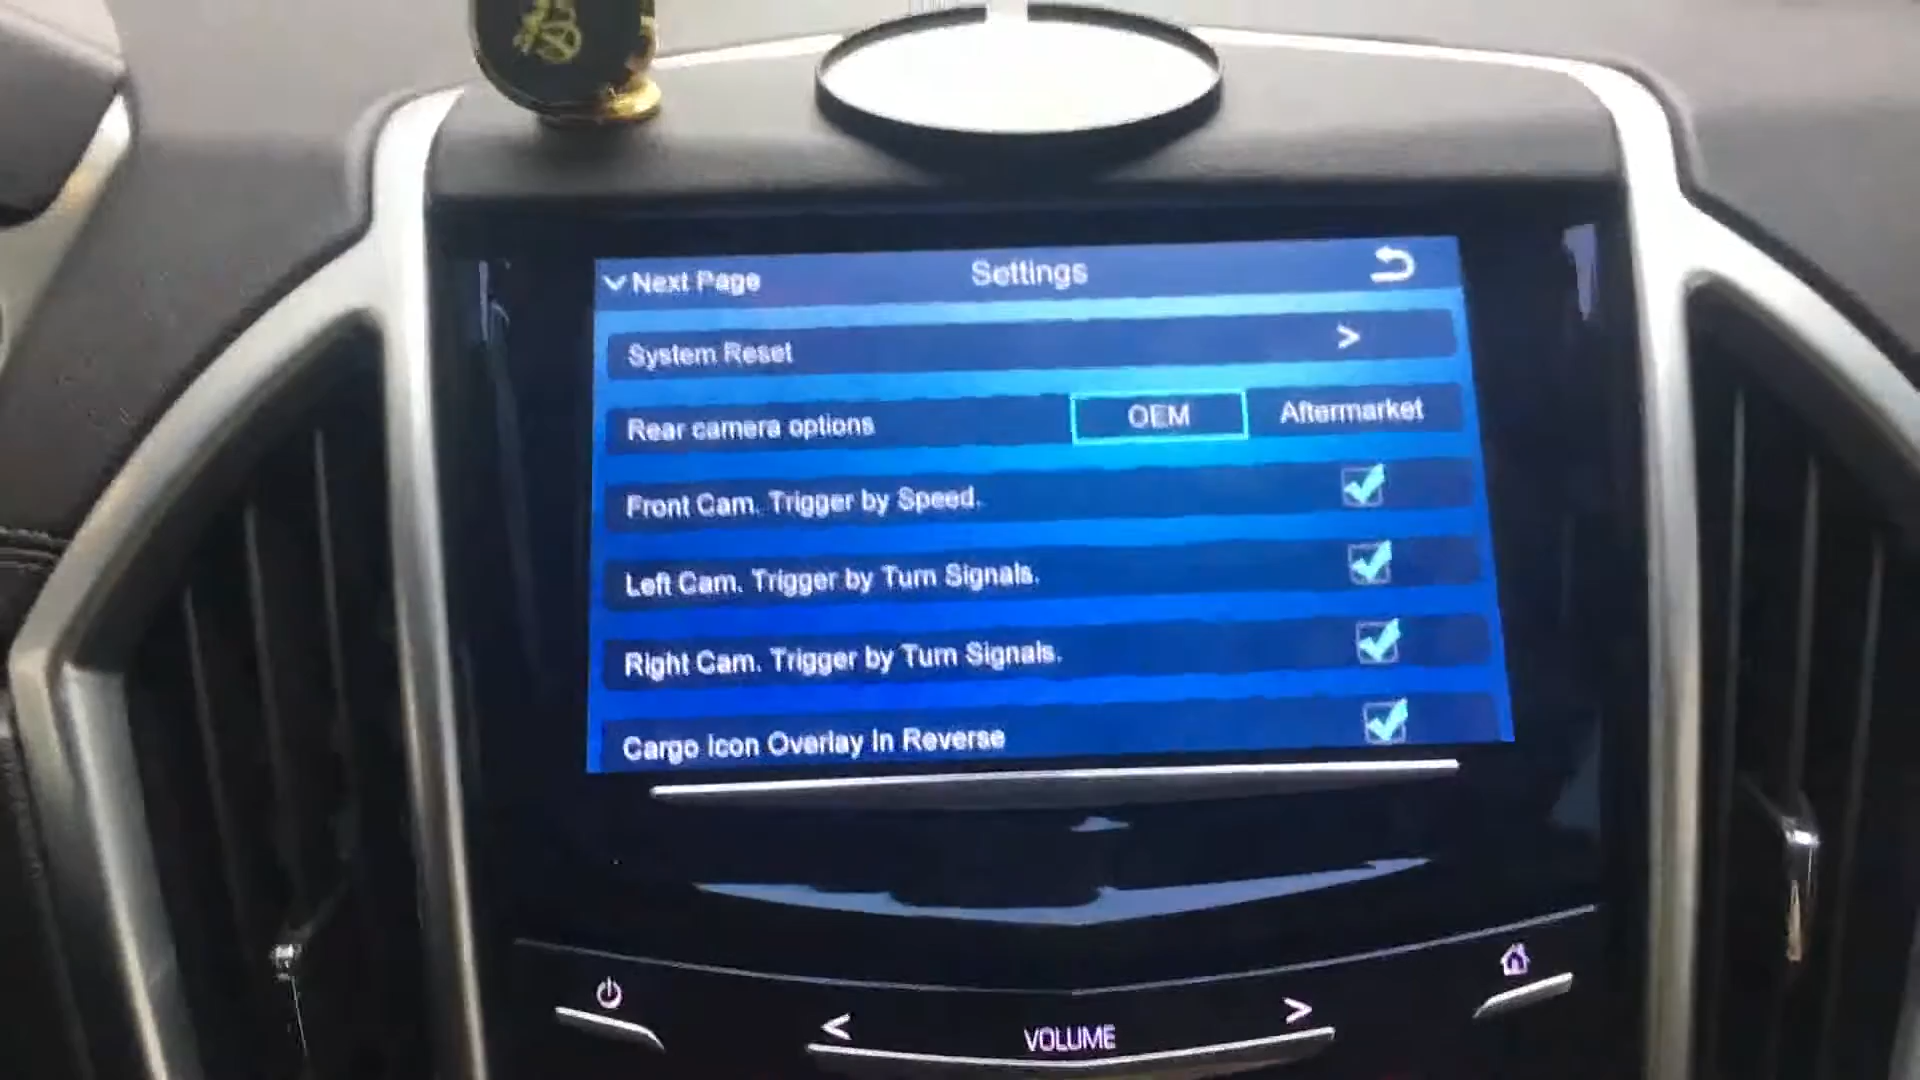 Next Page
Settings
System Reset
>
Rear camera options
OEM
Aftermarket
Front Cam. Trigger by Speed.
Left Cam. Trigger by Turn Signals.
Right Cam. Trigger by Turn Signals.
Cargo Icon Overlay In Reverse
<
VOLUME
>